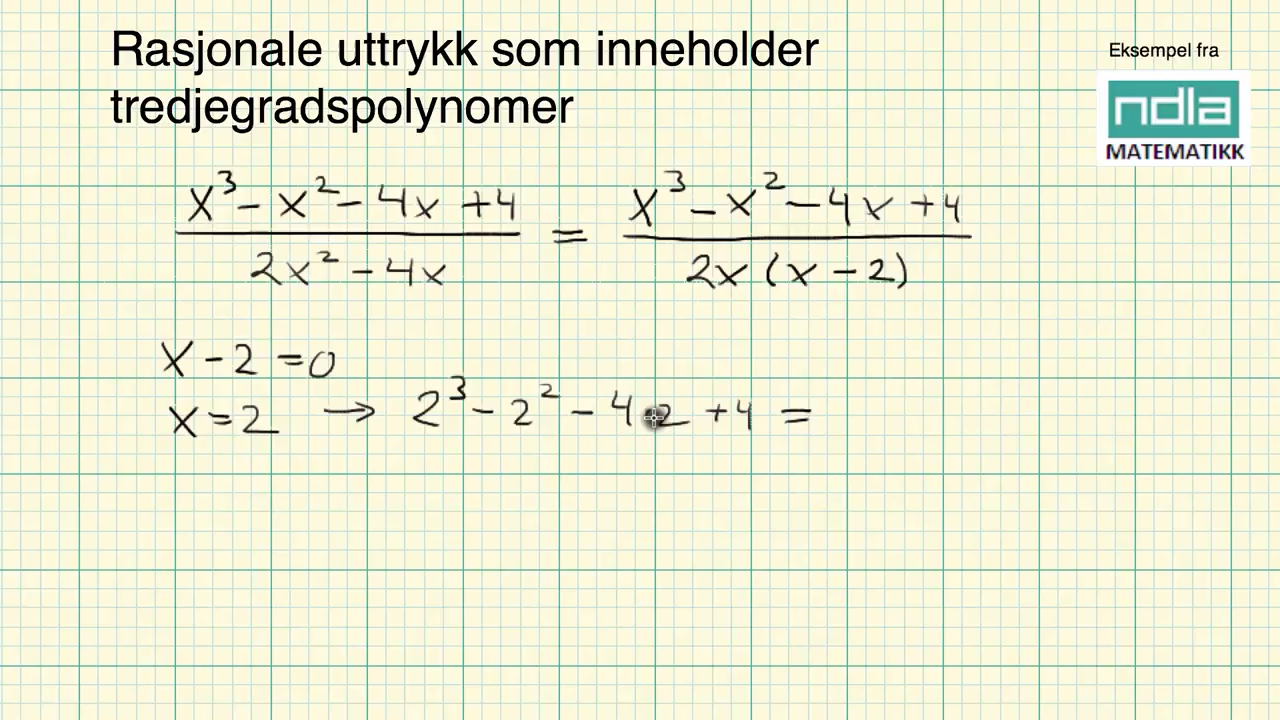 Rasjonale uttrykk som inneholder
tredjegradspolynomer
Eksempel fra
ndla
MATEMATIKK
x³ - x² - 4x + 4 / 2x² - 4x = x³ - x² - 4x + 4 / 2x (x - 2)
x - 2 = 0
x = 2 → 2³ - 2² - 4·2 + 4 =